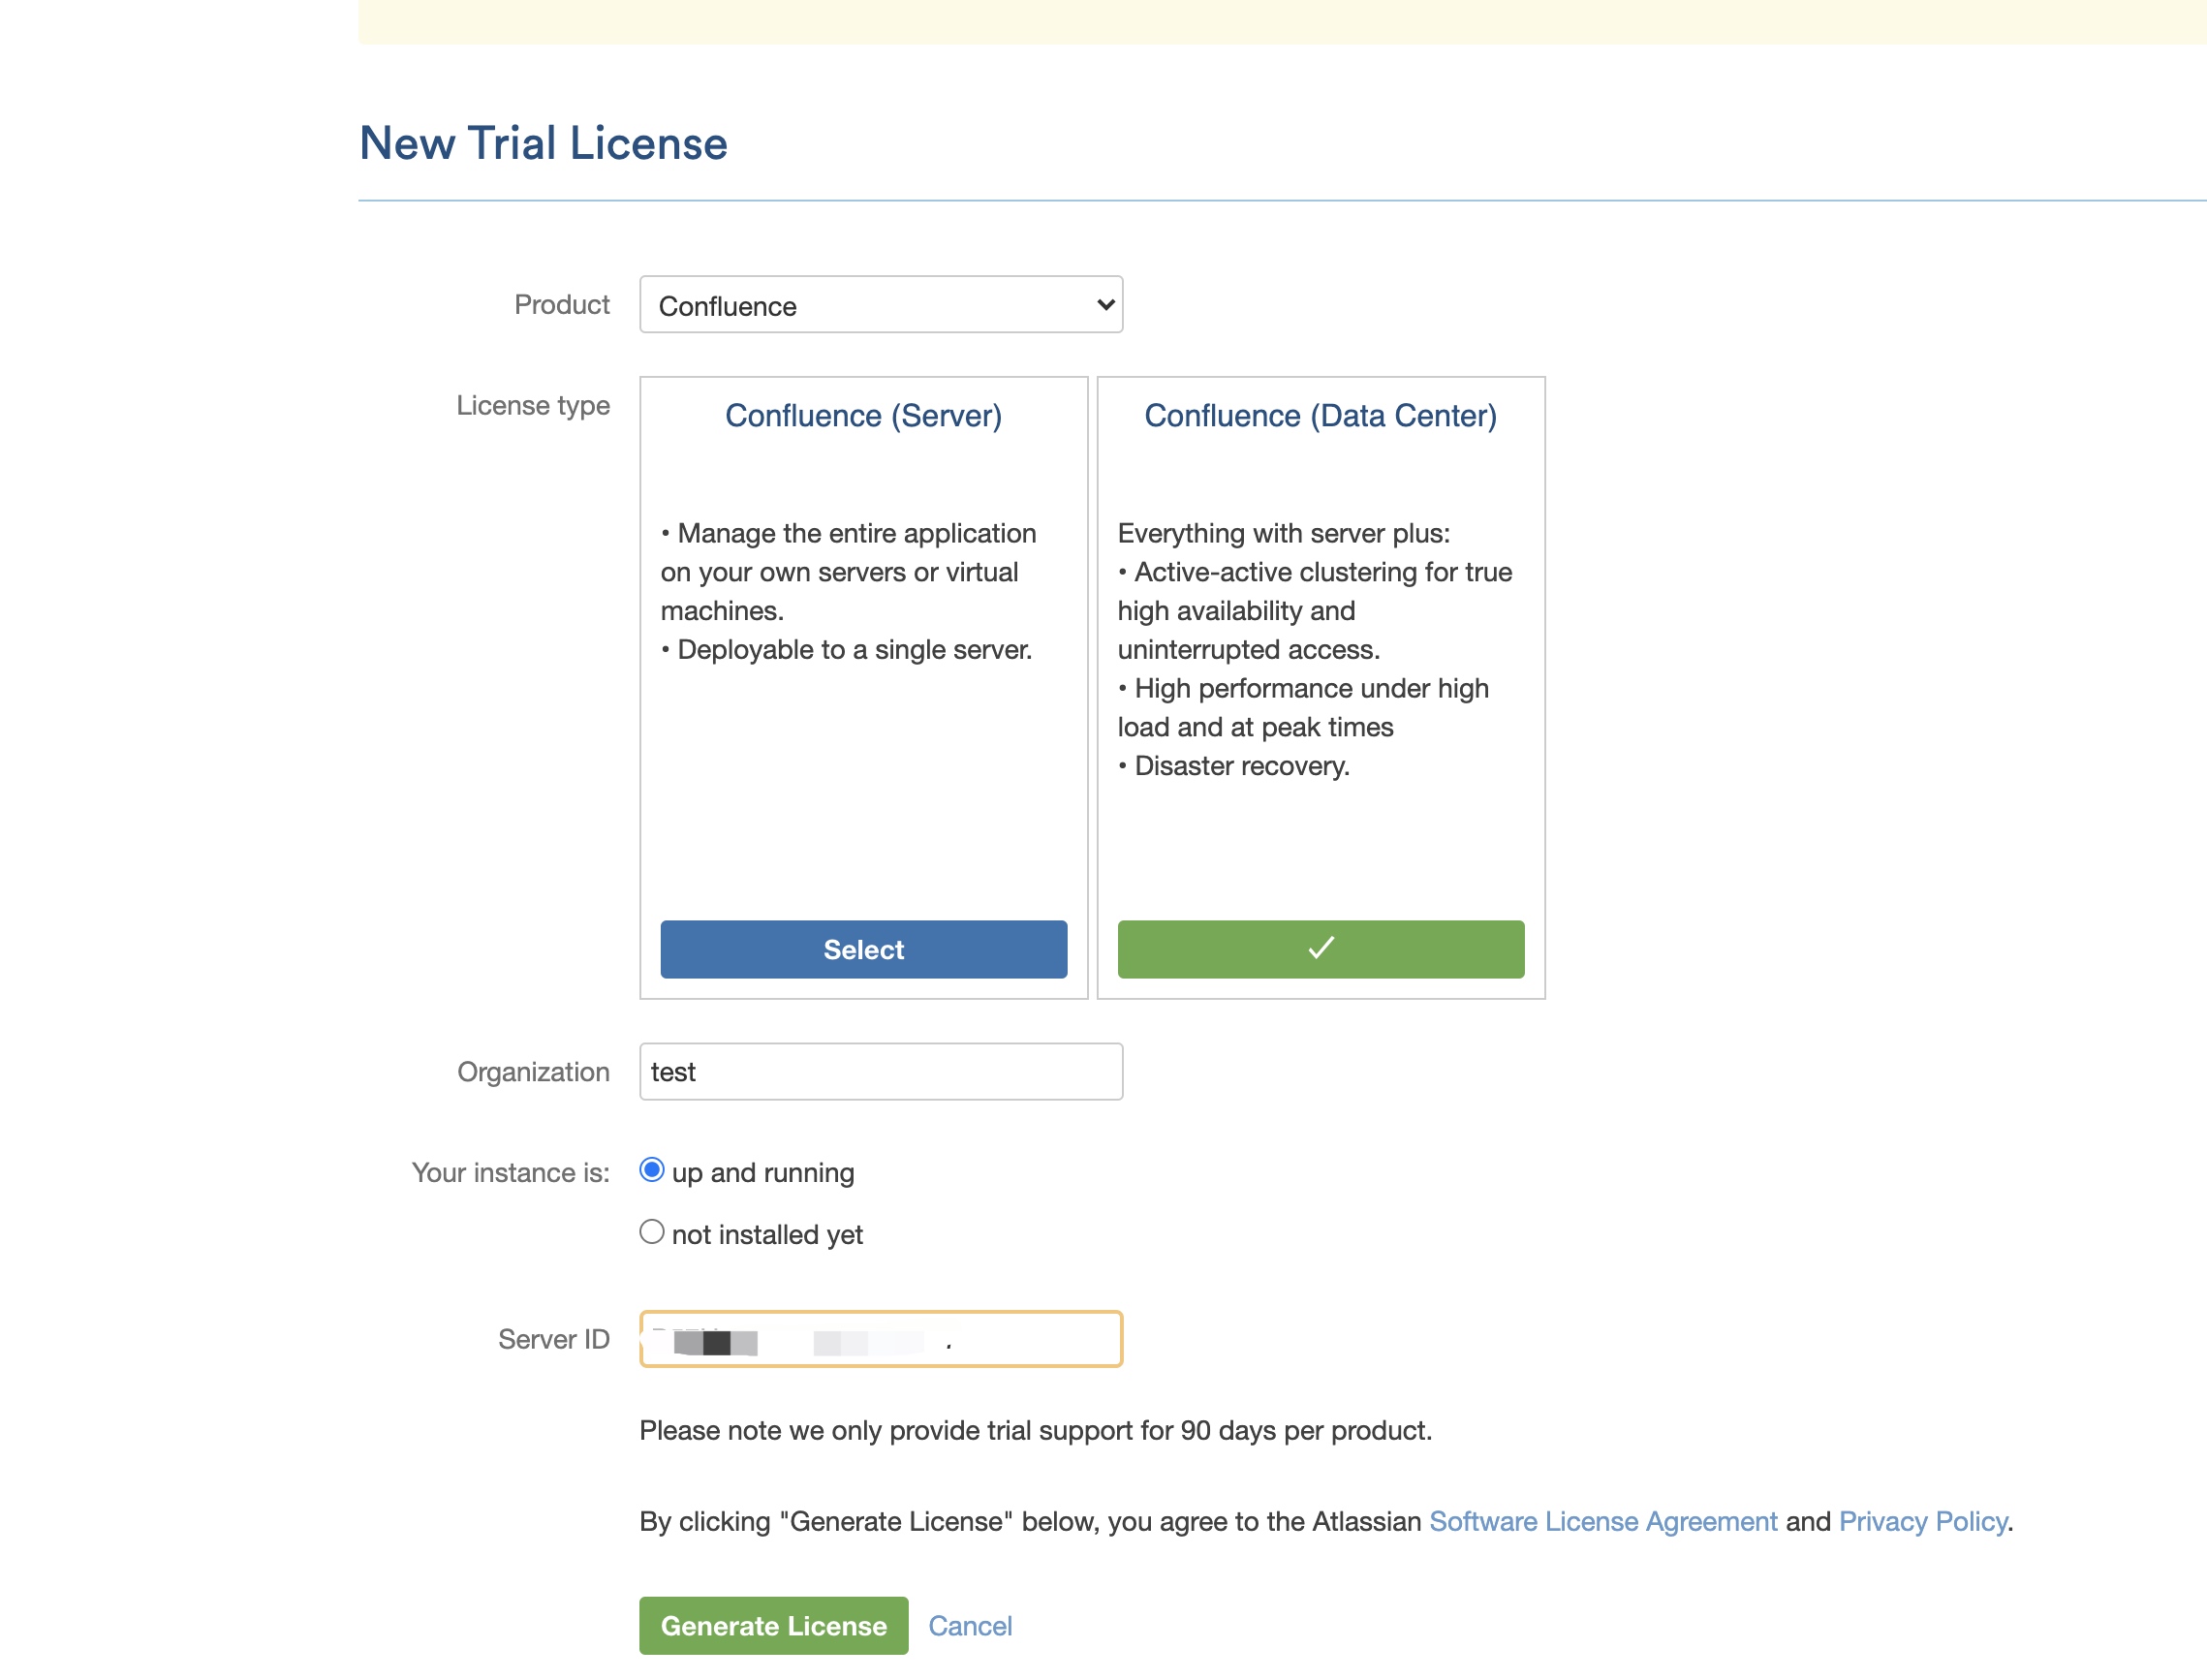 New Trial License
Product
Confluence
License type
Confluence (Server)
• Manage the entire application
on your own servers or virtual
machines.
• Deployable to a single server.
Select
Confluence (Data Center)
Everything with server plus:
• Active-active clustering for true
high availability and
uninterrupted access.
• High performance under high
load and at peak times
• Disaster recovery.
Organization
test
Your instance is:
up and running
not installed yet
Server ID
Please note we only provide trial support for 90 days per product.
By clicking "Generate License" below, you agree to the Atlassian Software License Agreement and Privacy Policy.
Generate License
Cancel